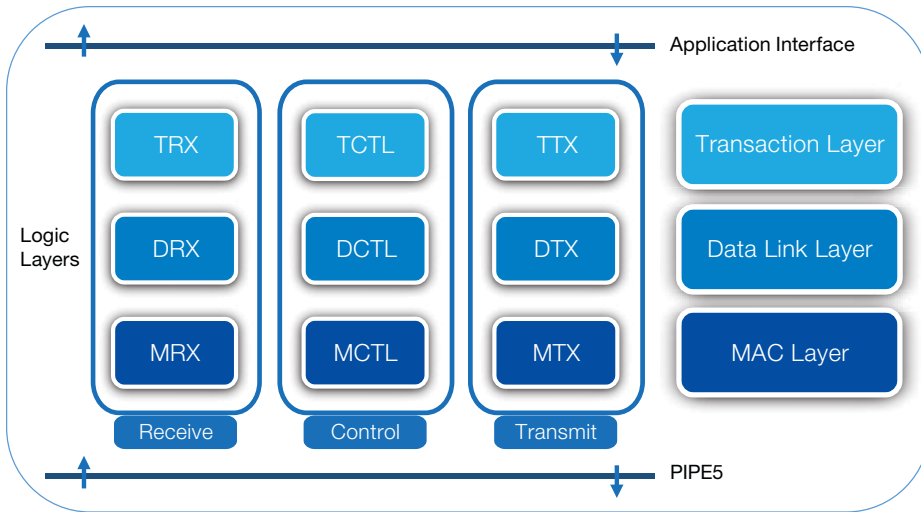 Application Interface
TRX
TCTL
TTX
Transaction Layer
Logic
Layers
DRX
DCTL
DTX
Data Link Layer
MRX
MCTL
MTX
MAC Layer
Receive
Control
Transmit
PIPE5